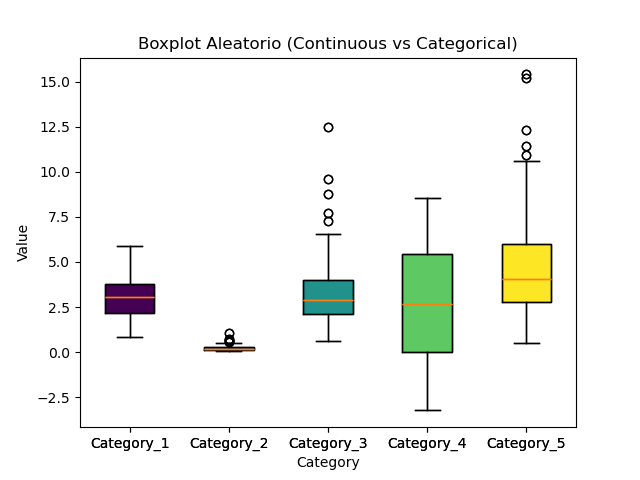 Boxplot Aleatorio (Continuous vs Categorical)
15.0
12.5
10.0
7.5
5.0
2.5
0.0
−2.5
Value
Category_1 Category_2 Category_3 Category_4 Category_5
Category